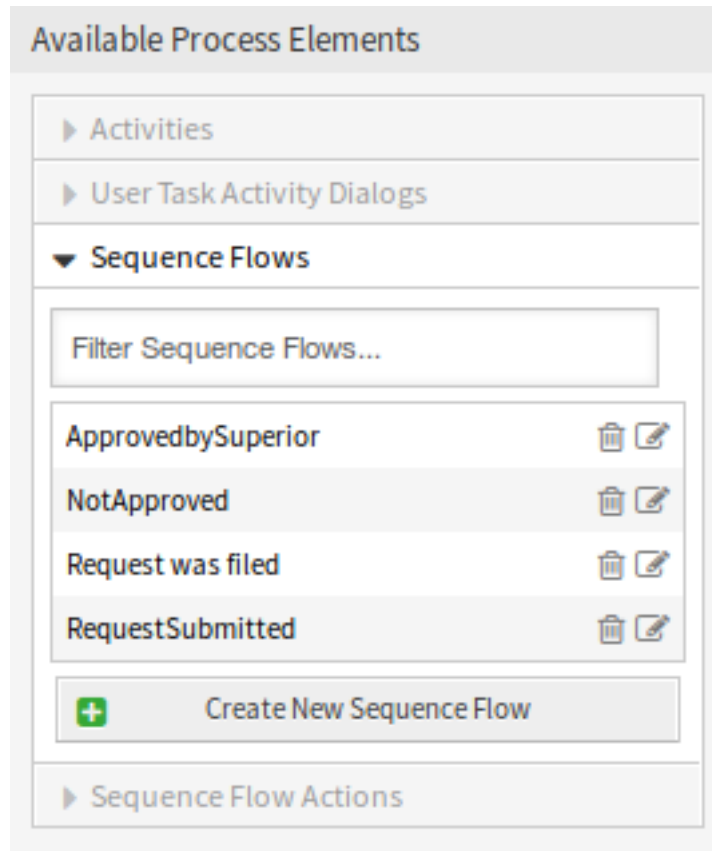 Available Process Elements
Activities
User Task Activity Dialogs
Sequence Flows
Filter Sequence Flows...
ApprovedbySuperior
NotApproved
Request was filed
RequestSubmitted
Create New Sequence Flow
Sequence Flow Actions